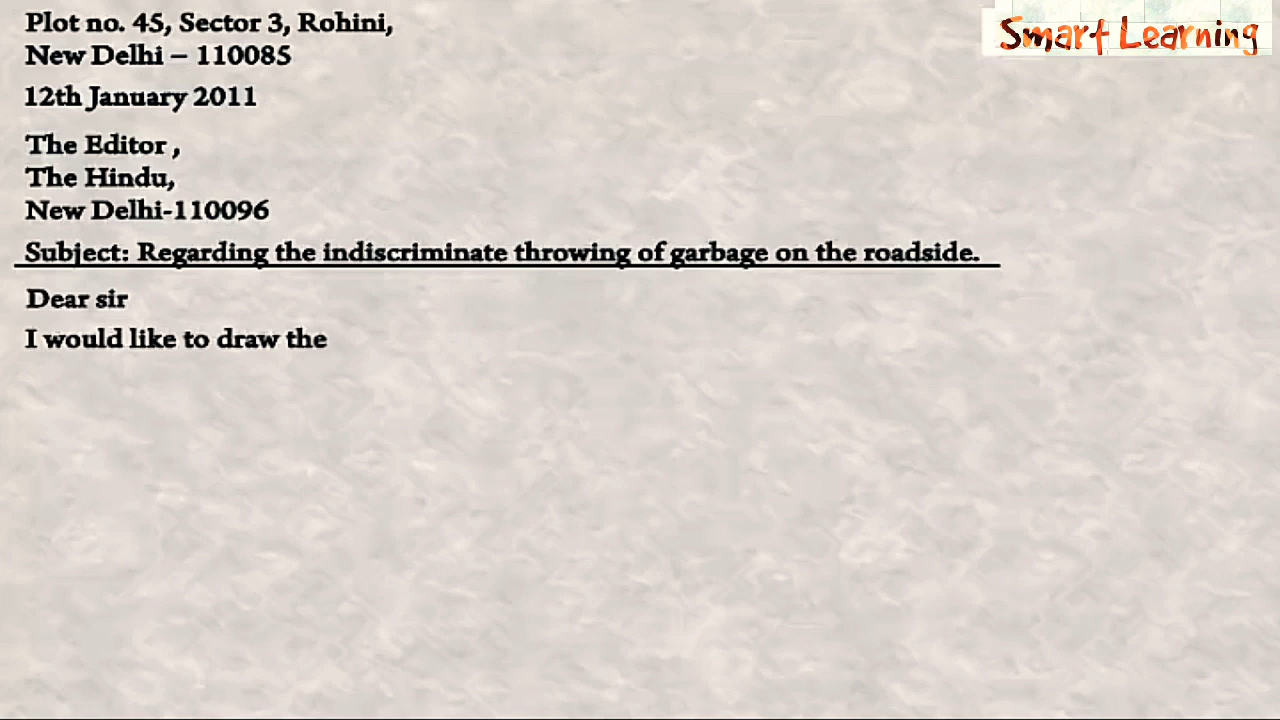 Plot no. 45, Sector 3, Rohini,
Smart Learning
New Delhi – 110085
12th January 2011
The Editor ,
The Hindu,
New Delhi-110096
Subject: Regarding the indiscriminate throwing of garbage on the roadside.
Dear sir
I would like to draw the